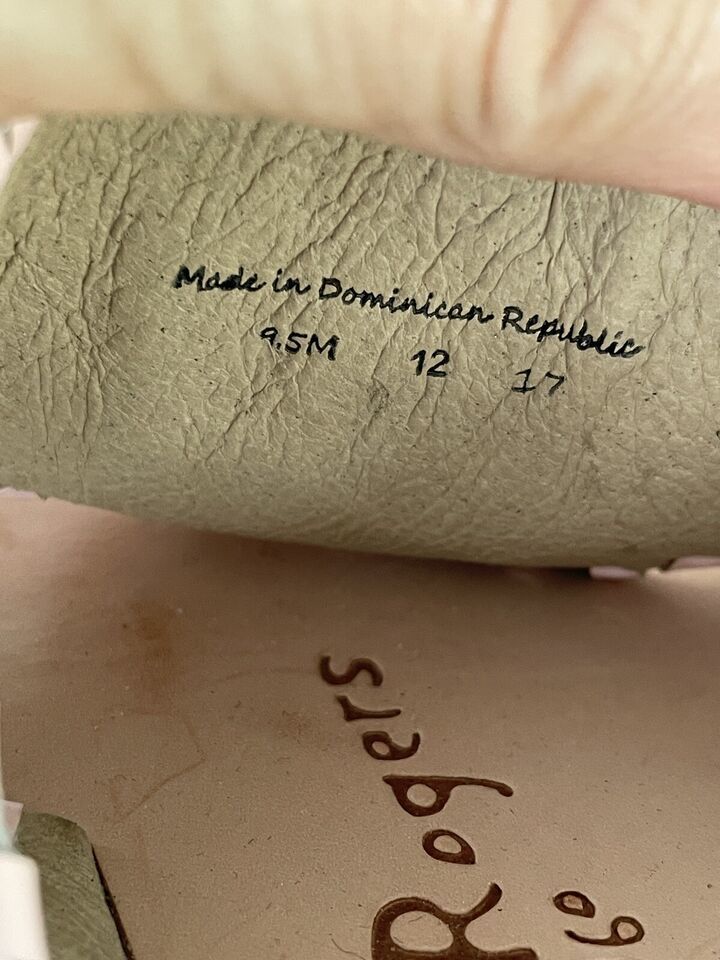 Made in Dominican Republic
9.5M 12 17
Rogers